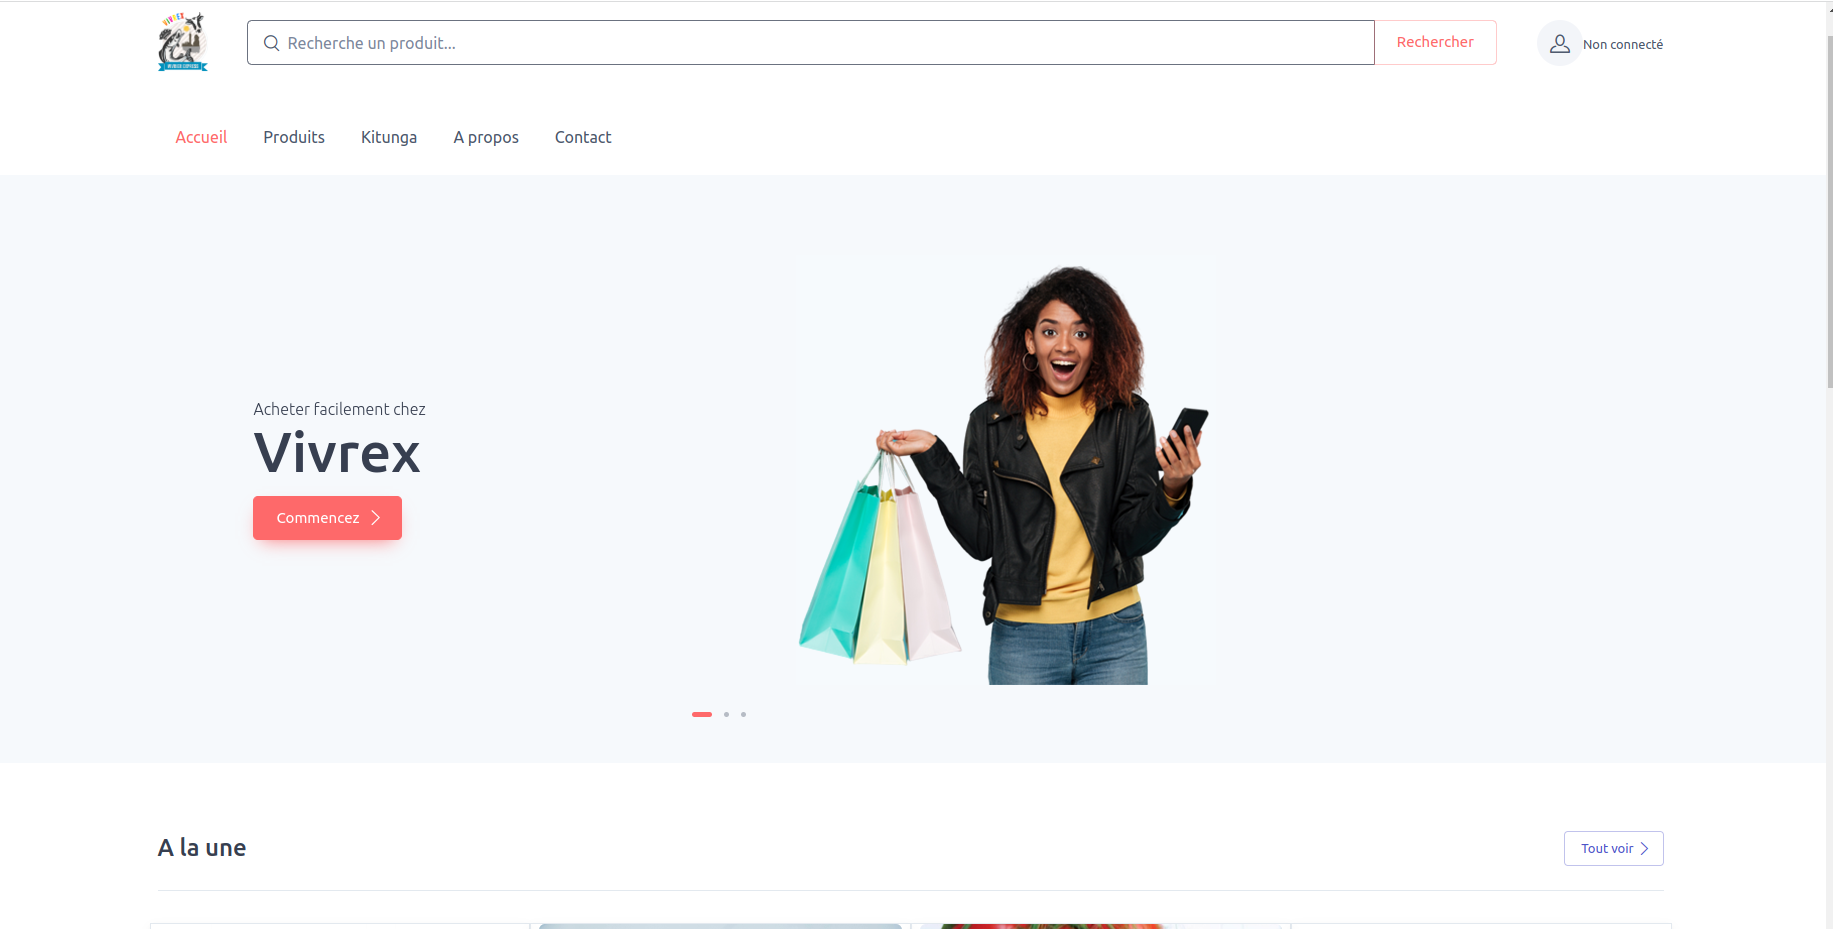 VIVREX
Recherche un produit...
Rechercher
Non connecté
Accueil
Produits
Kitunga
A propos
Contact
Acheter facilement chez
Vivrex
Commencez
A la une
Tout voir